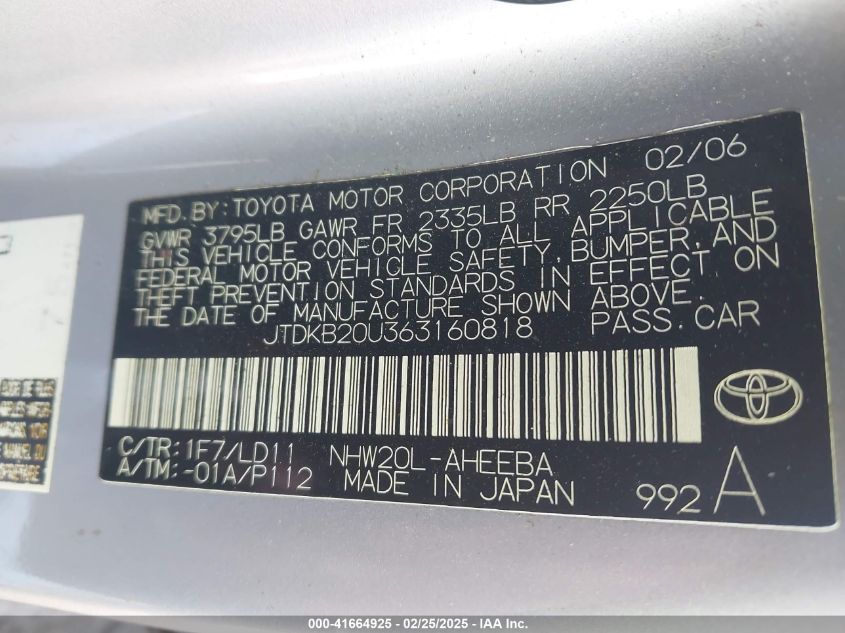 MFD. BY: TOYOTA MOTOR CORPORATION 02/06
GVWR 3795LB GAWR FR 2335LB RR 2250LB
THIS VEHICLE CONFORMS TO ALL APPLICABLE
FEDERAL MOTOR VEHICLE SAFETY, BUMPER, AND
THEFT PREVENTION STANDARDS IN EFFECT ON
THE DATE OF MANUFACTURE SHOWN ABOVE.
JTDKB20U363160818 PASS. CAR
C/TR: 1F7/LD11 NHW20L-AHEEBA
A/TM: -01A/P112 MADE IN JAPAN 992 A
000-41664925 - 02/25/2025 - IAA Inc.